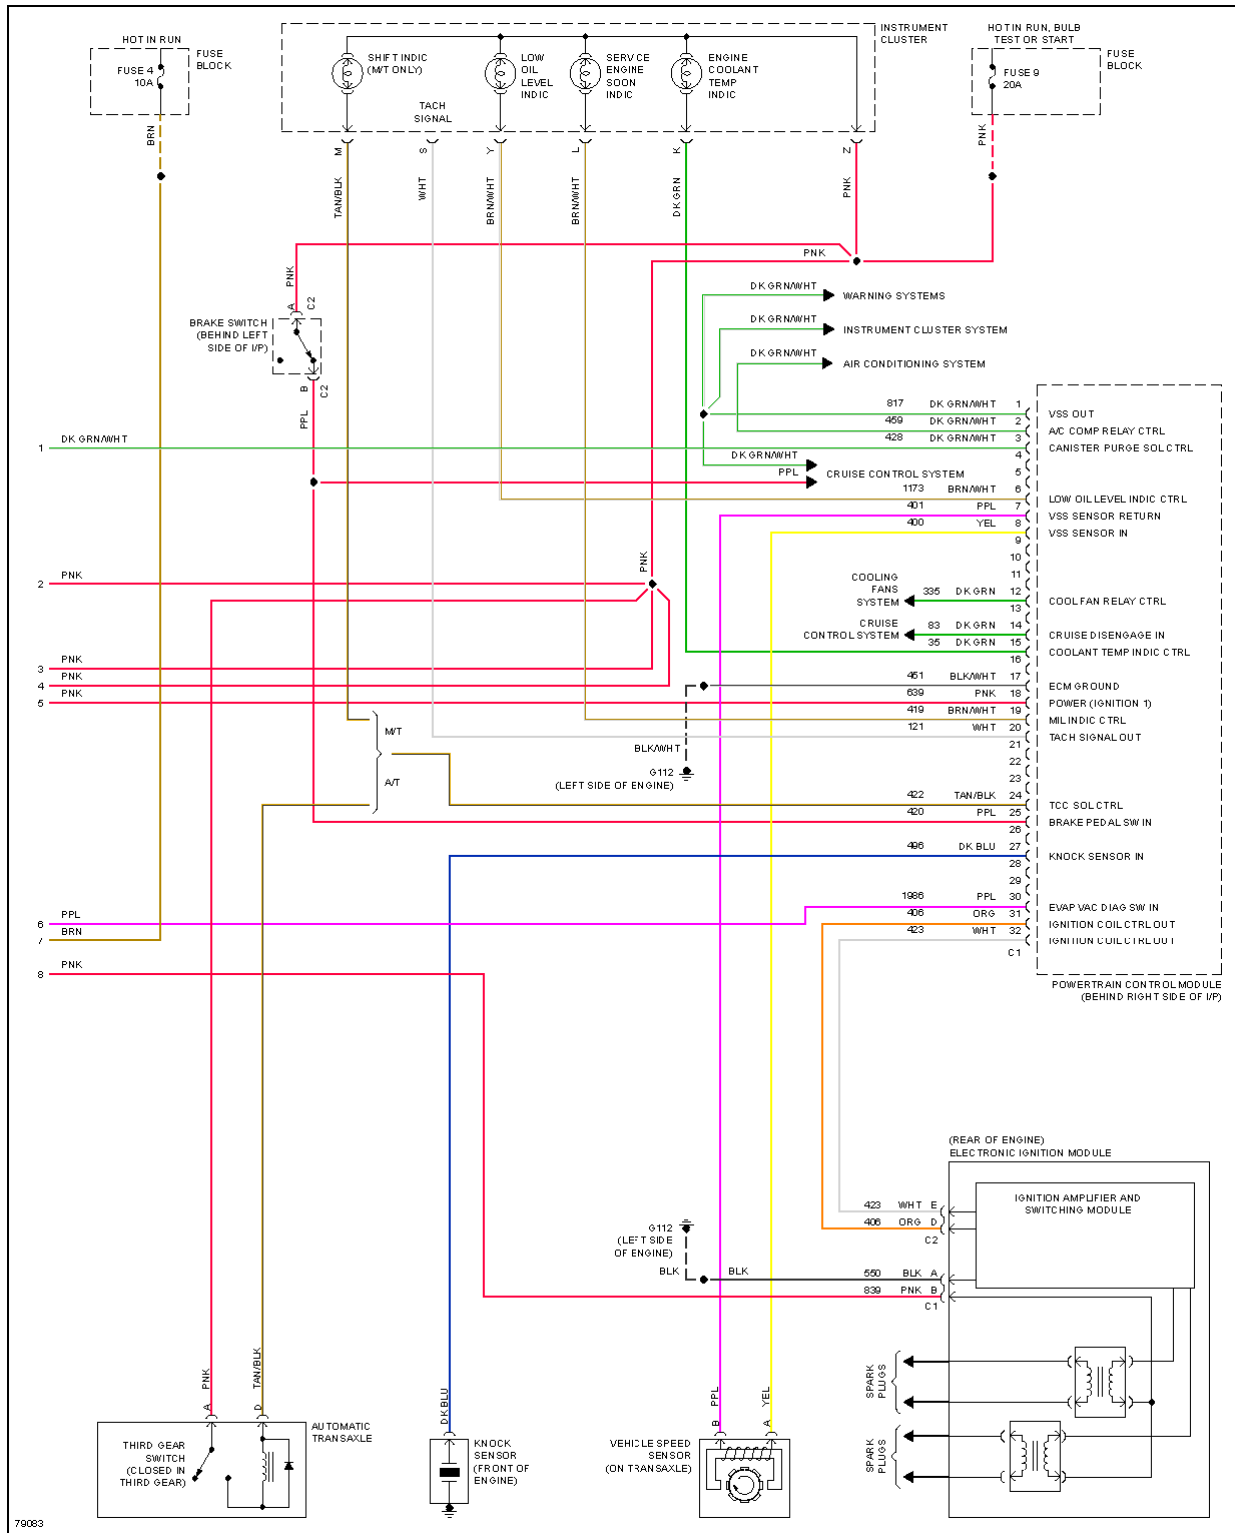 HOT IN RUN
FUSE 4
10A
FUSE
BLOCK
BRN
INSTRUMENT
CLUSTER
SHIFT INDIC
(M/T ONLY)
LOW
OIL
LEVEL
INDIC
SERVICE
ENGINE
SOON
INDIC
ENGINE
COOLANT
TEMP
INDIC
TACH
SIGNAL
HOT IN RUN, BULB
TEST OR START
FUSE 9
20A
FUSE
BLOCK
PNK
M
S
Y
L
K
Z
TAN/BLK
WHT
BRN/WHT
BRN/WHT
DK GRN
PNK
PNK
PNK
A
C2
BRAKE SWITCH
(BEHIND LEFT
SIDE OF I/P)
B
C2
PPL
DK GRN/WHT
WARNING SYSTEMS
DK GRN/WHT
INSTRUMENT CLUSTER SYSTEM
DK GRN/WHT
AIR CONDITIONING SYSTEM
DK GRN/WHT
PPL
CRUISE CONTROL SYSTEM
1 DK GRN/WHT
2 PNK
3 PNK
4 PNK
5 PNK
6 PPL
7 BRN
8 PNK
PNK
817 DK GRN/WHT 1 VSS OUT
459 DK GRN/WHT 2 A/C COMP RELAY CTRL
428 DK GRN/WHT 3 CANISTER PURGE SOL CTRL
4
5
1173 BRN/WHT 6 LOW OIL LEVEL INDIC CTRL
401 PPL 7 VSS SENSOR RETURN
400 YEL 8 VSS SENSOR IN
9
10
11
COOLING
FANS
SYSTEM
335 DK GRN 12 COOL FAN RELAY CTRL
13
CRUISE
CONTROL SYSTEM
83 DK GRN 14 CRUISE DISENGAGE IN
35 DK GRN 15 COOLANT TEMP INDIC CTRL
16
451 BLK/WHT 17 ECM GROUND
639 PNK 18 POWER (IGNITION 1)
419 BRN/WHT 19 MIL INDIC CTRL
121 WHT 20 TACH SIGNAL OUT
21
22
23
422 TAN/BLK 24 TCC SOL CTRL
420 PPL 25 BRAKE PEDAL SW IN
26
496 DK BLU 27 KNOCK SENSOR IN
28
29
1986 PPL 30 EVAP VAC DIAG SW IN
406 ORG 31 IGNITION COIL CTRL OUT
423 WHT 32 IGNITION COIL CTRL OUT
C1
POWERTRAIN CONTROL MODULE
(BEHIND RIGHT SIDE OF I/P)
M/T
A/T
BLK/WHT
G112
(LEFT SIDE OF ENGINE)
(REAR OF ENGINE)
ELECTRONIC IGNITION MODULE
IGNITION AMPLIFIER AND
SWITCHING MODULE
423 WHT E
406 ORG D
C2
550 BLK A
839 PNK B
C1
G112
(LEFT SIDE
OF ENGINE)
BLK
BLK
SPARK
PLUGS
SPARK
PLUGS
PNK
A
TAN/BLK
D
AUTOMATIC
TRANSAXLE
THIRD GEAR
SWITCH
(CLOSED IN
THIRD GEAR)
DK BLU
KNOCK
SENSOR
(FRONT OF
ENGINE)
PPL
B
YEL
A
VEHICLE SPEED
SENSOR
(ON TRANSAXLE)
79083